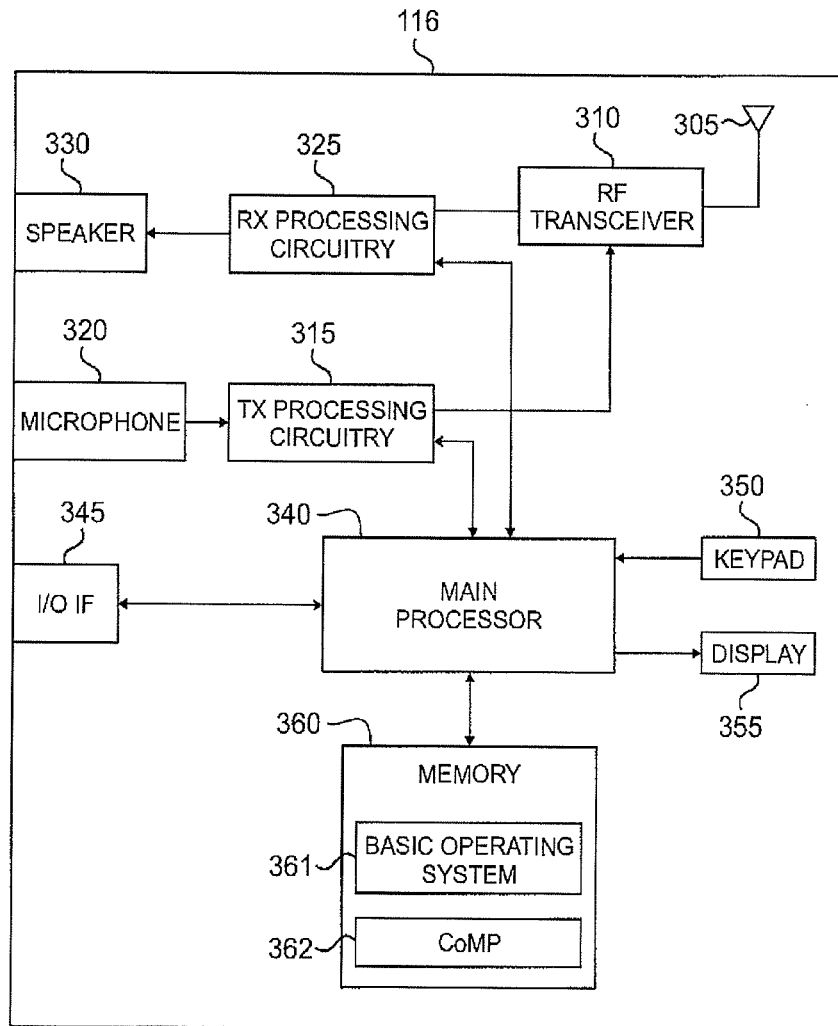 116
330
325
310
305
SPEAKER
RX PROCESSING
CIRCUITRY
RF
TRANSCEIVER
320
315
MICROPHONE
TX PROCESSING
CIRCUITRY
345
340
350
I/O IF
MAIN
PROCESSOR
KEYPAD
DISPLAY
355
360
MEMORY
361
BASIC OPERATING
SYSTEM
362
CoMP